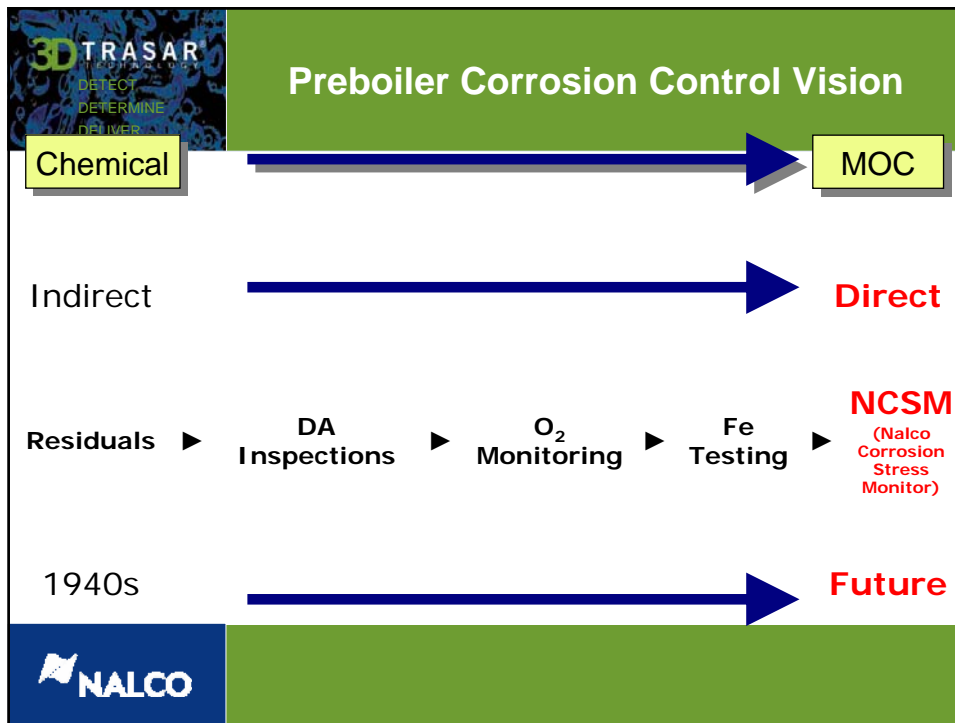 3D TRASAR®
TECHNOLOGY
DETECT
DETERMINE
DELIVER
Preboiler Corrosion Control Vision
Chemical
MOC
Indirect
Direct
Residuals ►
DA
Inspections
►
O₂
Monitoring
►
Fe
Testing
►
NCSM
(Nalco
Corrosion
Stress
Monitor)
1940s
Future
NALCO